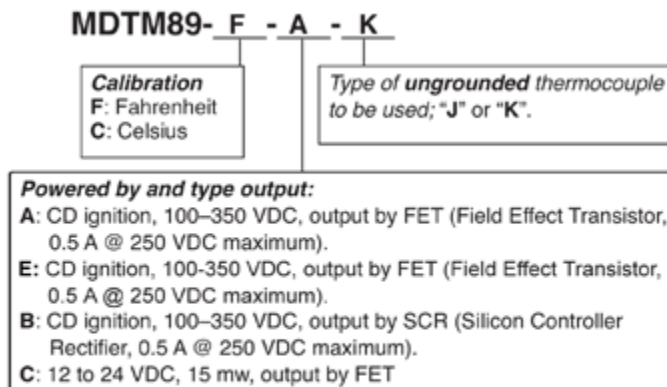 MDTM89- F - A - K
Calibration
F: Fahrenheit
C: Celsius
Type of ungrounded thermocouple
to be used; "J" or "K".
Powered by and type output:
A: CD ignition, 100–350 VDC, output by FET (Field Effect Transistor,
0.5 A @ 250 VDC maximum).
E: CD ignition, 100-350 VDC, output by FET (Field Effect Transistor,
0.5 A @ 250 VDC maximum).
B: CD ignition, 100–350 VDC, output by SCR (Silicon Controller
Rectifier, 0.5 A @ 250 VDC maximum).
C: 12 to 24 VDC, 15 mw, output by FET